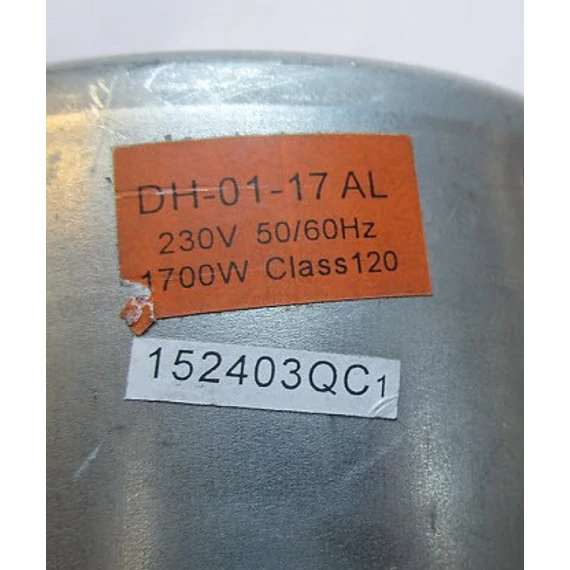 DH-01-17 AL
230V 50/60Hz
1700W Class120
152403QC1